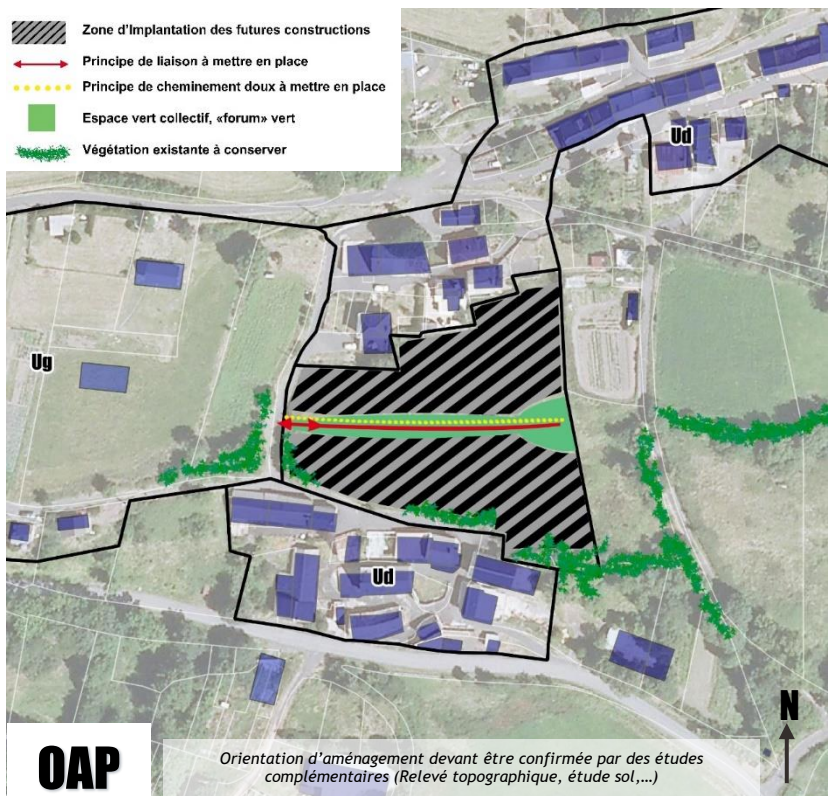 Zone d’Implantation des futures constructions
Principe de liaison à mettre en place
Principe de cheminement doux à mettre en place
Espace vert collectif, «forum» vert
Végétation existante à conserver
Ud
Ug
Ud
N
OAP
Orientation d’aménagement devant être confirmée par des études
complémentaires (Relevé topographique, étude sol,…)